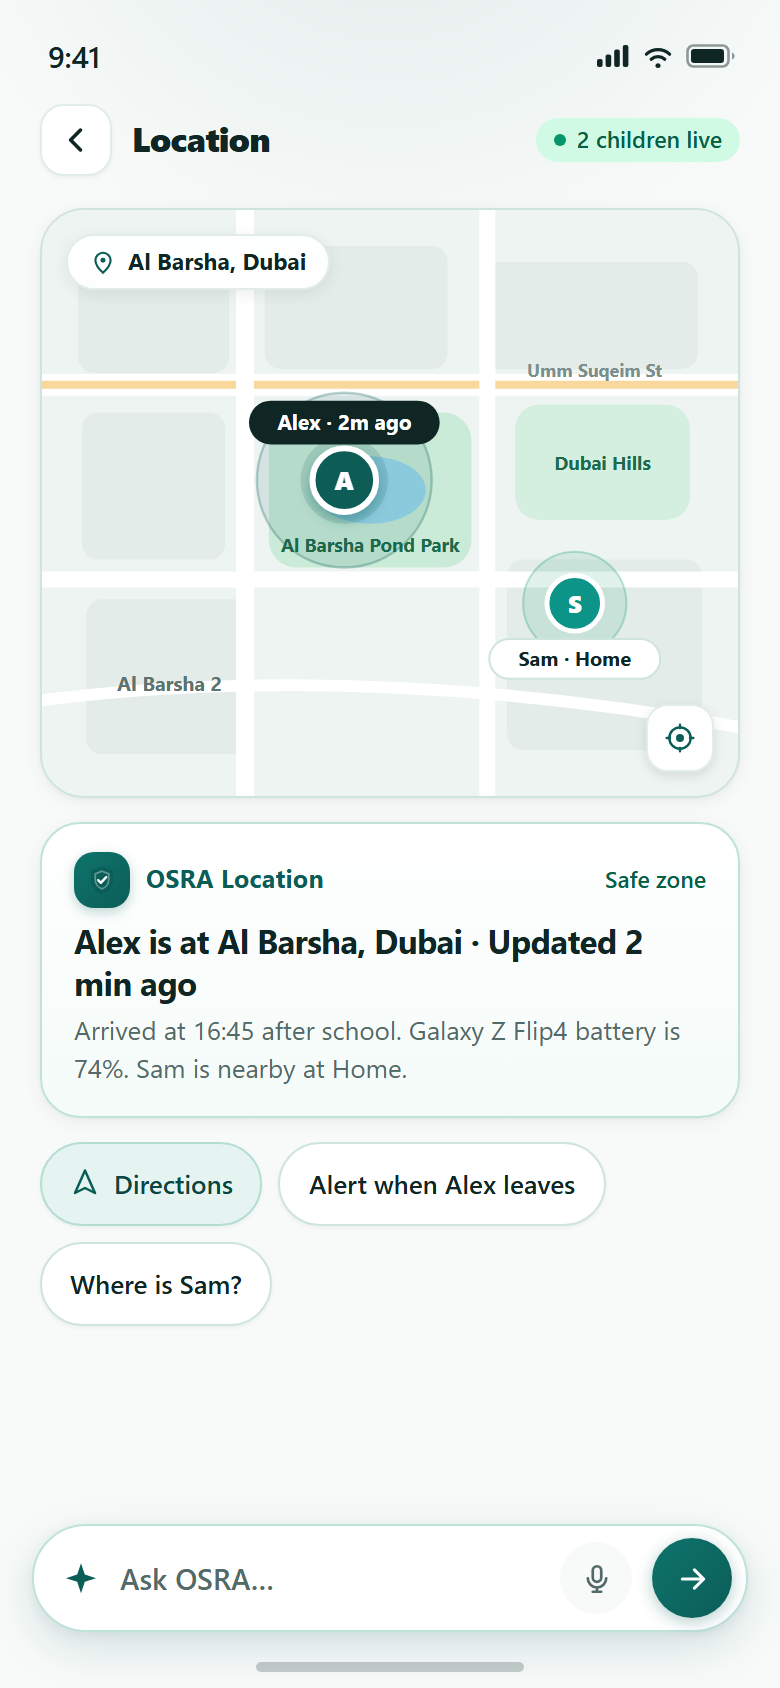 9:41
Location
2 children live
Al Barsha, Dubai
Umm Suqeim St
Alex · 2m ago
Dubai Hills
A
Al Barsha Pond Park
S
Sam · Home
Al Barsha 2
OSRA Location
Safe zone
Alex is at Al Barsha, Dubai · Updated 2
min ago
Arrived at 16:45 after school. Galaxy Z Flip4 battery is
74%. Sam is nearby at Home.
Directions
Alert when Alex leaves
Where is Sam?
Ask OSRA...